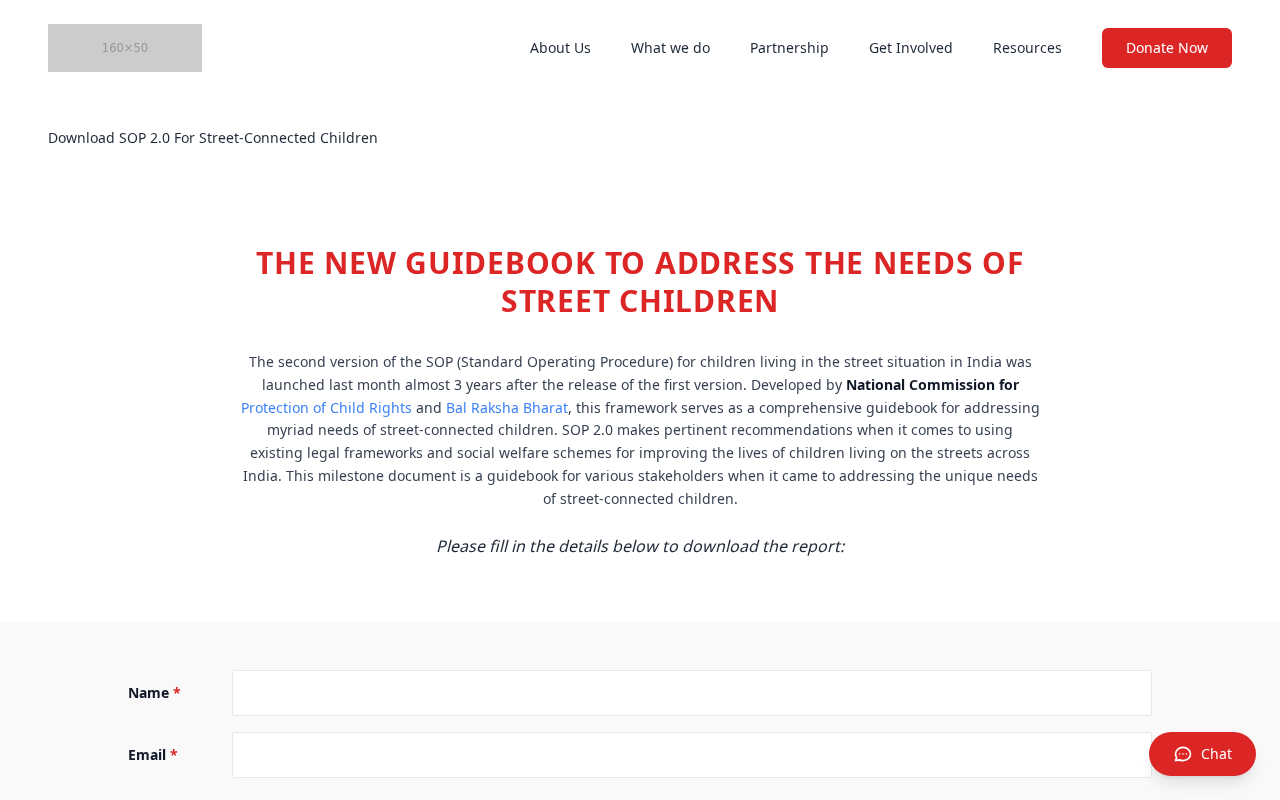 160×50
About Us
What we do
Partnership
Get Involved
Resources
Donate Now
Download SOP 2.0 For Street-Connected Children
THE NEW GUIDEBOOK TO ADDRESS THE NEEDS OF
STREET CHILDREN
The second version of the SOP (Standard Operating Procedure) for children living in the street situation in India was
launched last month almost 3 years after the release of the first version. Developed by National Commission for
Protection of Child Rights and Bal Raksha Bharat, this framework serves as a comprehensive guidebook for addressing
myriad needs of street-connected children. SOP 2.0 makes pertinent recommendations when it comes to using
existing legal frameworks and social welfare schemes for improving the lives of children living on the streets across
India. This milestone document is a guidebook for various stakeholders when it came to addressing the unique needs
of street-connected children.
Please fill in the details below to download the report:
Name *
Email *
Chat